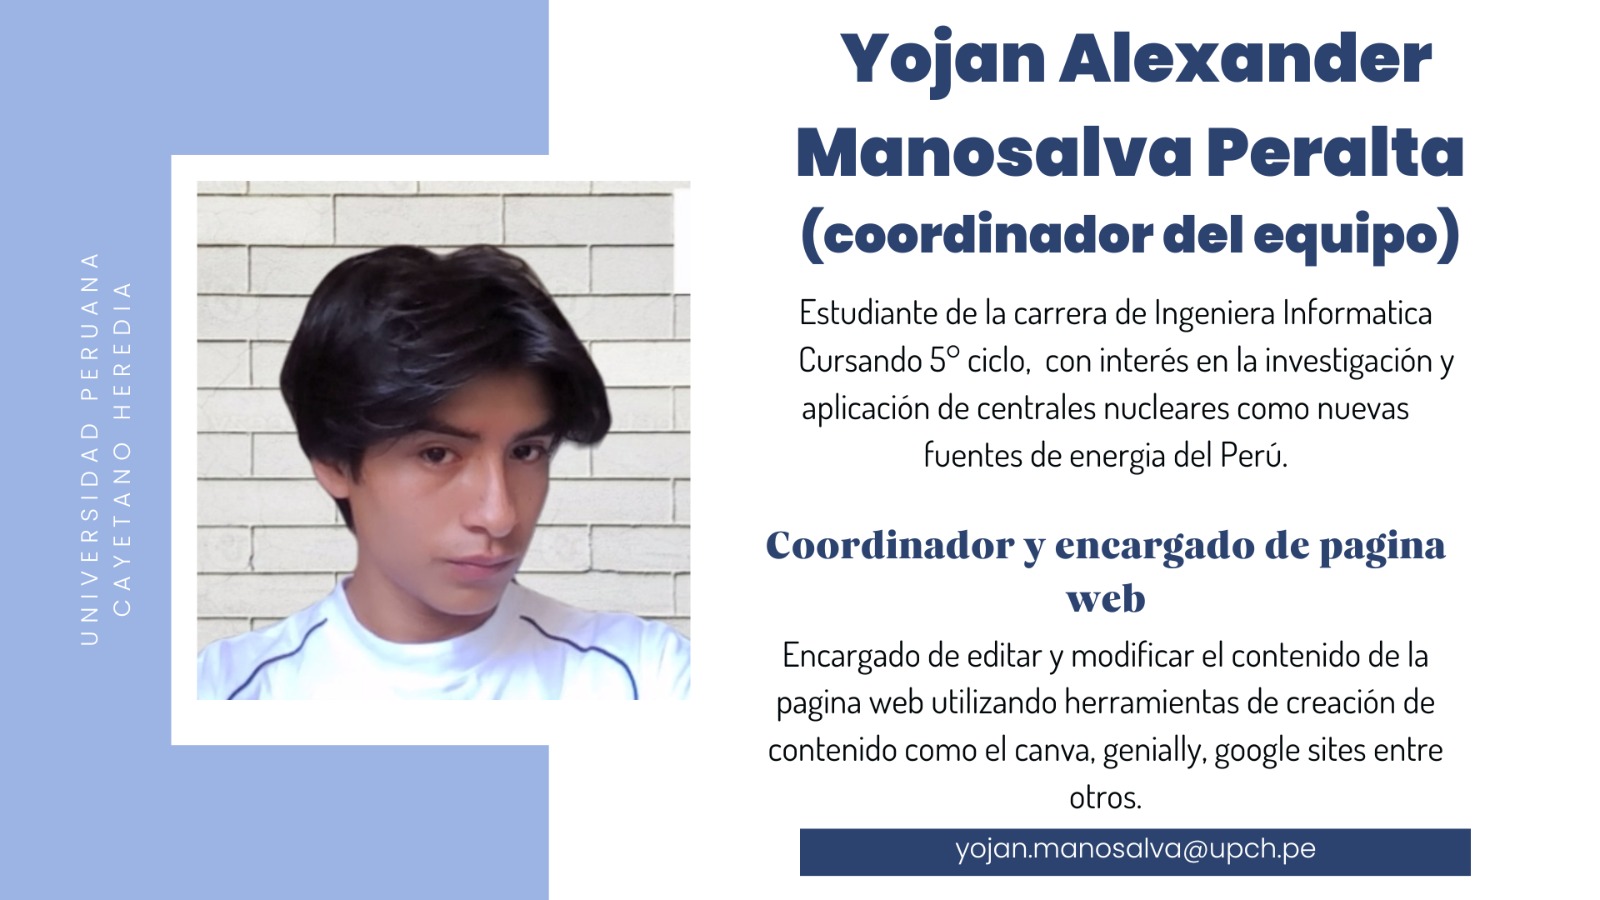 UNIVERSIDAD PERUANA
CAYETANO HEREDIA
Yojan Alexander
Manosalva Peralta
(coordinador del equipo)
Estudiante de la carrera de Ingeniera Informatica
Cursando 5° ciclo, con interés en la investigación y
aplicación de centrales nucleares como nuevas
fuentes de energia del Perú.
Coordinador y encargado de pagina
web
Encargado de editar y modificar el contenido de la
pagina web utilizando herramientas de creación de
contenido como el canva, genially, google sites entre
otros.
yojan.manosalva@upch.pe